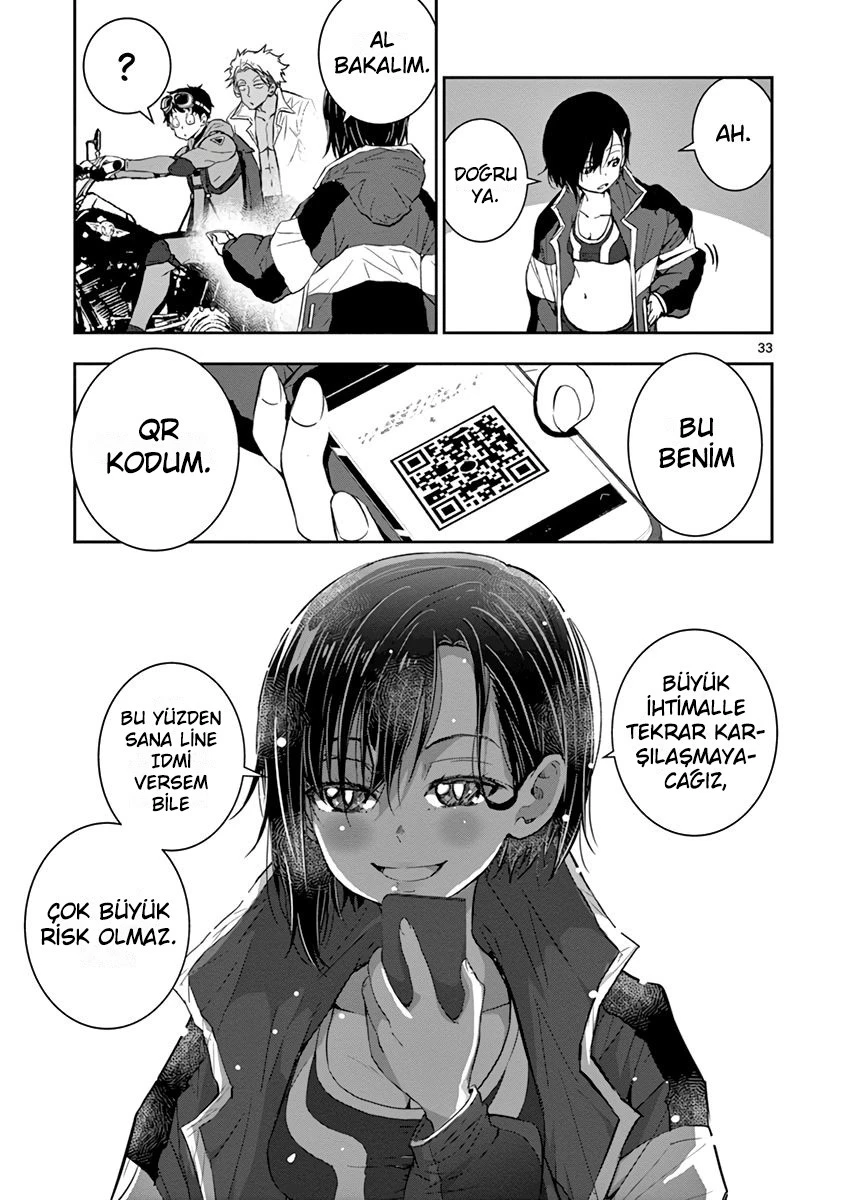 AH.
DOĞRU
YA.
AL
BAKALIM.
?
33
BU
BENİM
QR
KODUM.
BÜYÜK
İHTİMALLE
TEKRAR KAR-
ŞILAŞMAYA-
CAĞIZ,
BU YÜZDEN
SANA LINE
IDMİ
VERSEM
BİLE
ÇOK BÜYÜK
RİSK OLMAZ.